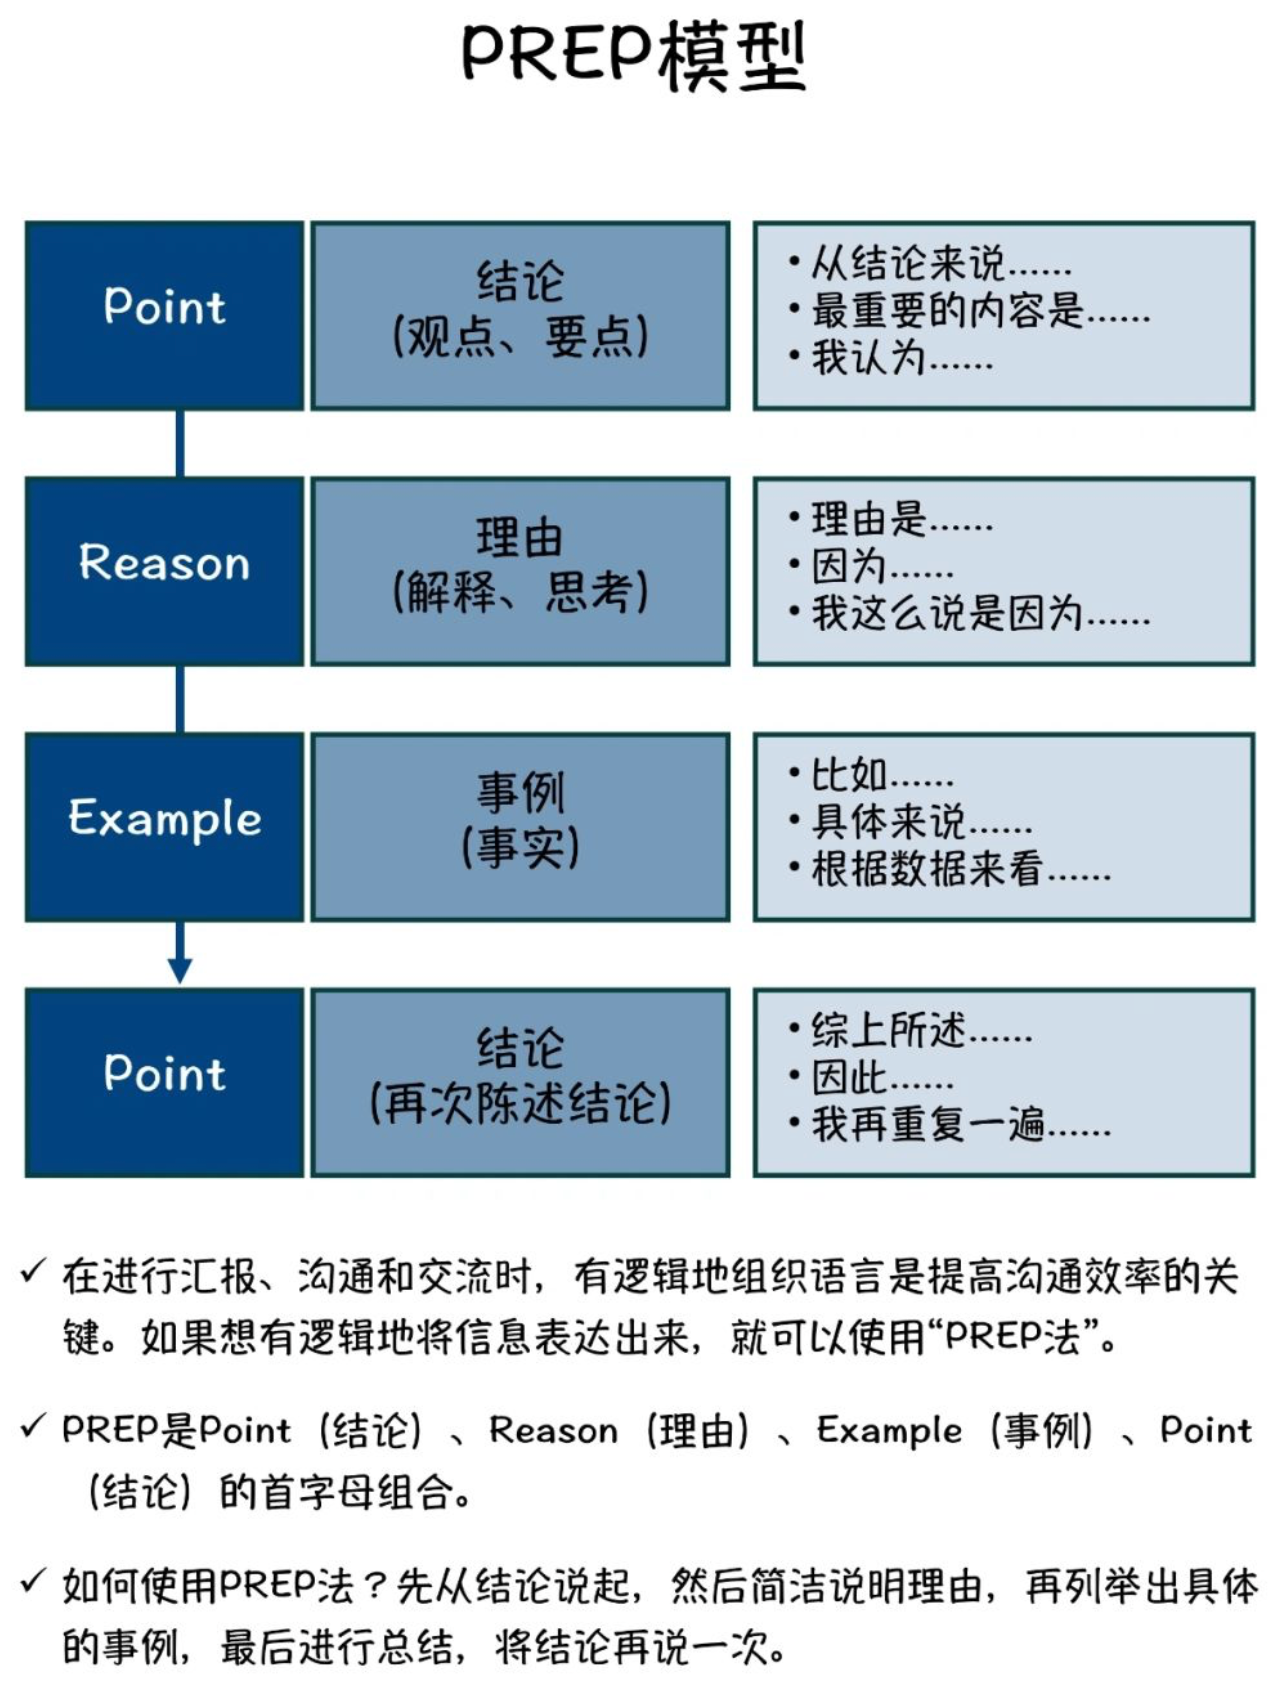 PREP模型
Point
结论
(观点、要点)
•从结论来说……
•最重要的内容是……
•我认为……
Reason
理由
(解释、思考)
•理由是……
•因为……
•我这么说是因为……
Example
事例
(事实)
•比如……
•具体来说……
•根据数据来看……
Point
结论
(再次陈述结论)
•综上所述……
•因此……
•我再重复一遍……
✓ 在进行汇报、沟通和交流时，有逻辑地组织语言是提高沟通效率的关
键。如果想有逻辑地将信息表达出来，就可以使用“PREP法”。
✓ PREP是Point（结论）、Reason（理由）、Example（事例）、Point
（结论）的首字母组合。
✓ 如何使用PREP法？先从结论说起，然后简洁说明理由，再列举出具体
的事例，最后进行总结，将结论再说一次。